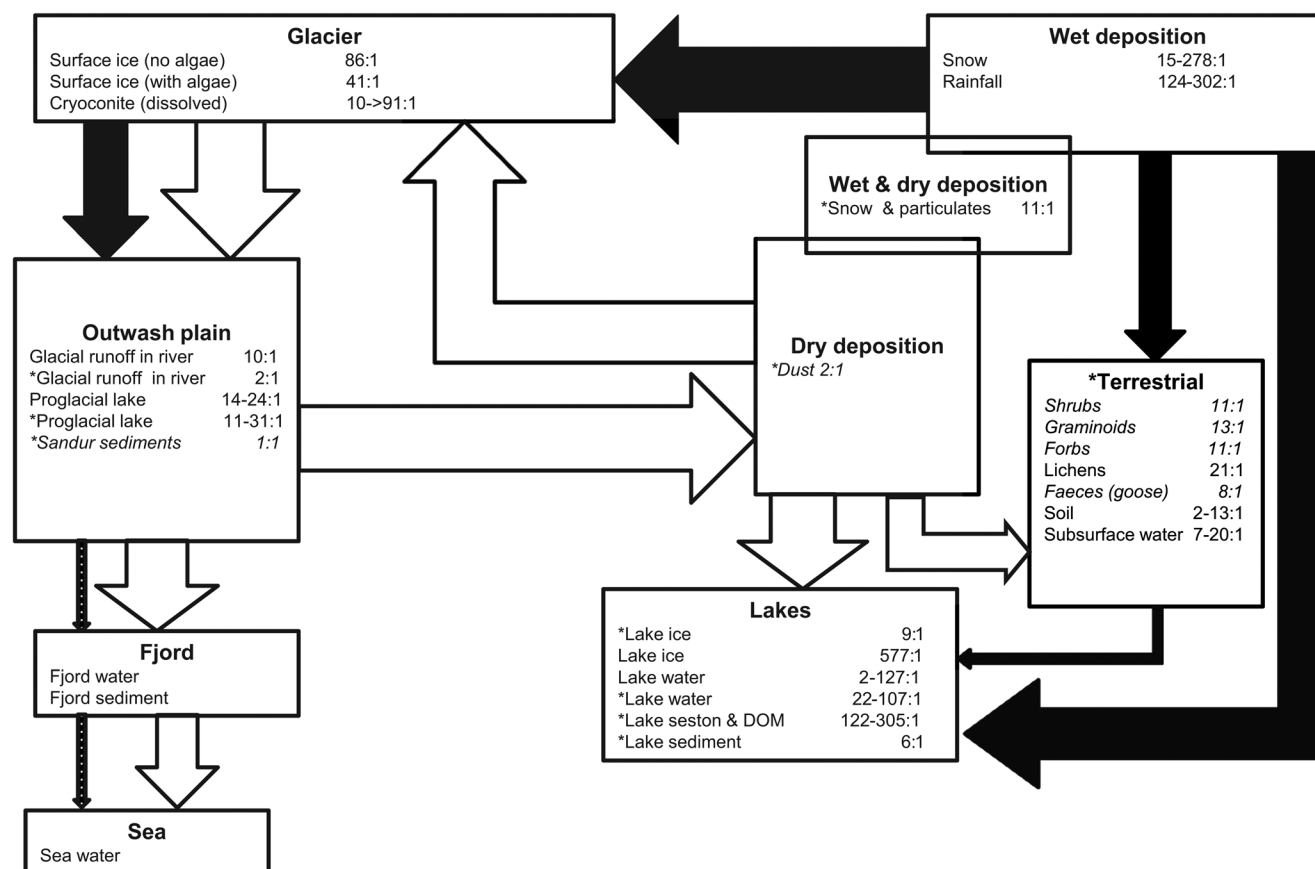 Glacier
Surface ice (no algae) 86:1
Surface ice (with algae) 41:1
Cryoconite (dissolved) 10->91:1
Wet deposition
Snow 15-278:1
Rainfall 124-302:1
Wet & dry deposition
*Snow & particulates 11:1
Outwash plain
Glacial runoff in river 10:1
*Glacial runoff in river 2:1
Proglacial lake 14-24:1
*Proglacial lake 11-31:1
*Sandur sediments 1:1
Dry deposition
*Dust 2:1
*Terrestrial
Shrubs 11:1
Graminoids 13:1
Forbs 11:1
Lichens 21:1
Faeces (goose) 8:1
Soil 2-13:1
Subsurface water 7-20:1
Lakes
*Lake ice 9:1
Lake ice 577:1
Lake water 2-127:1
*Lake water 22-107:1
*Lake seston & DOM 122-305:1
*Lake sediment 6:1
Fjord
Fjord water
Fjord sediment
Sea
Sea water